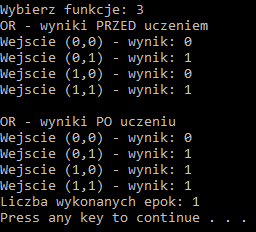 Wybierz funkcje: 3
OR - wyniki PRZED uczeniem
Wejscie (0,0) - wynik: 0
Wejscie (0,1) - wynik: 1
Wejscie (1,0) - wynik: 0
Wejscie (1,1) - wynik: 1
OR - wyniki PO uczeniu
Wejscie (0,0) - wynik: 0
Wejscie (0,1) - wynik: 1
Wejscie (1,0) - wynik: 1
Wejscie (1,1) - wynik: 1
Liczba wykonanych epok: 1
Press any key to continue . . .